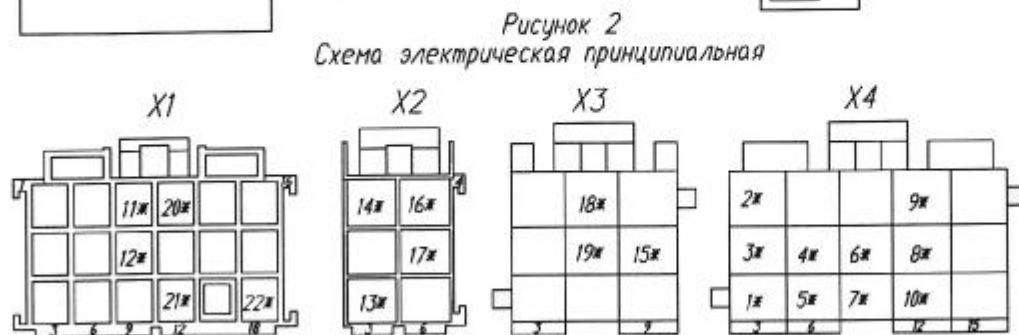 Рисунок 2
Схема электрическая принципиальная
X1 X2 X3 X4
11ж 20ж 14ж 16ж 18ж 2ж 9ж
12ж 17ж 19ж 15ж 3ж 4ж 6ж 8ж
21ж 22ж 13ж 1ж 5ж 7ж 10ж
3 6 9 12 18 3 6 3 9 3 6 12 15